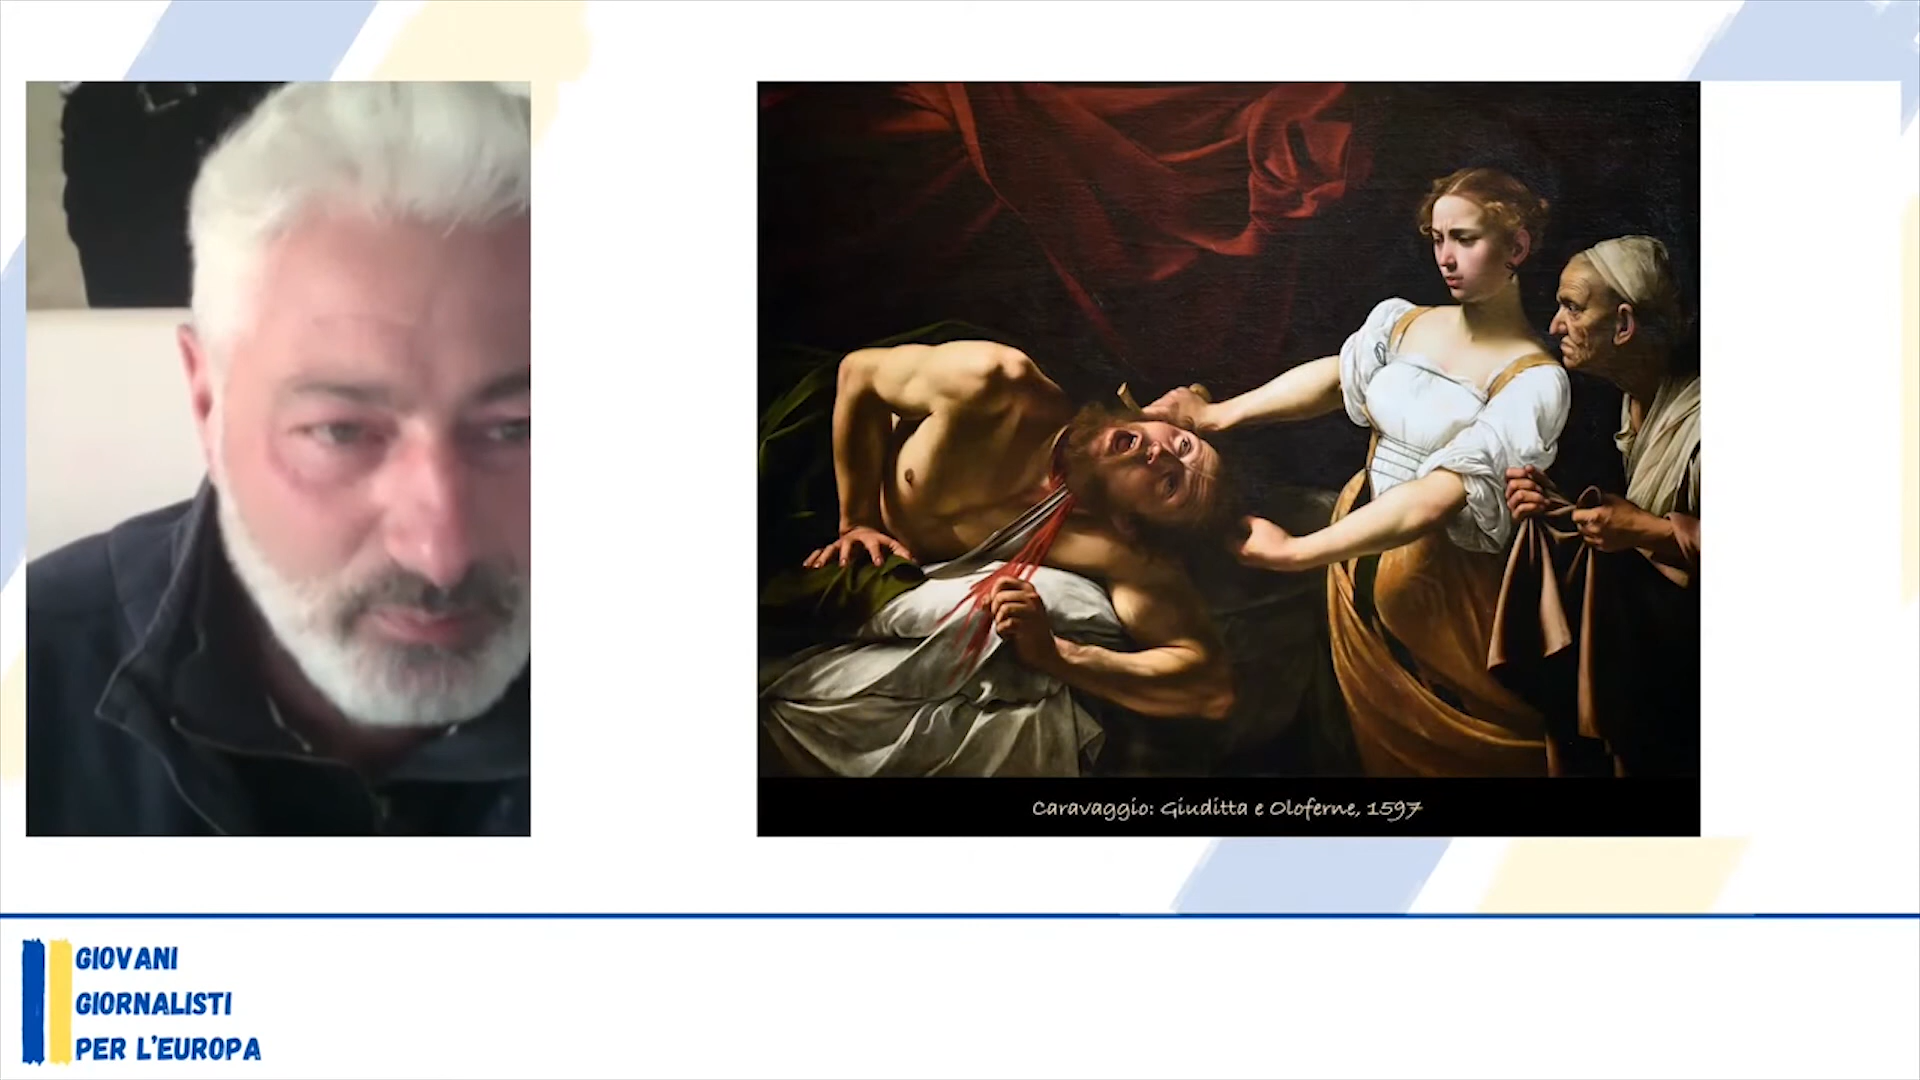 Caravaggio: Giuditta e Oloferne, 1597
GIOVANI
GIORNALISTI
PER L'EUROPA